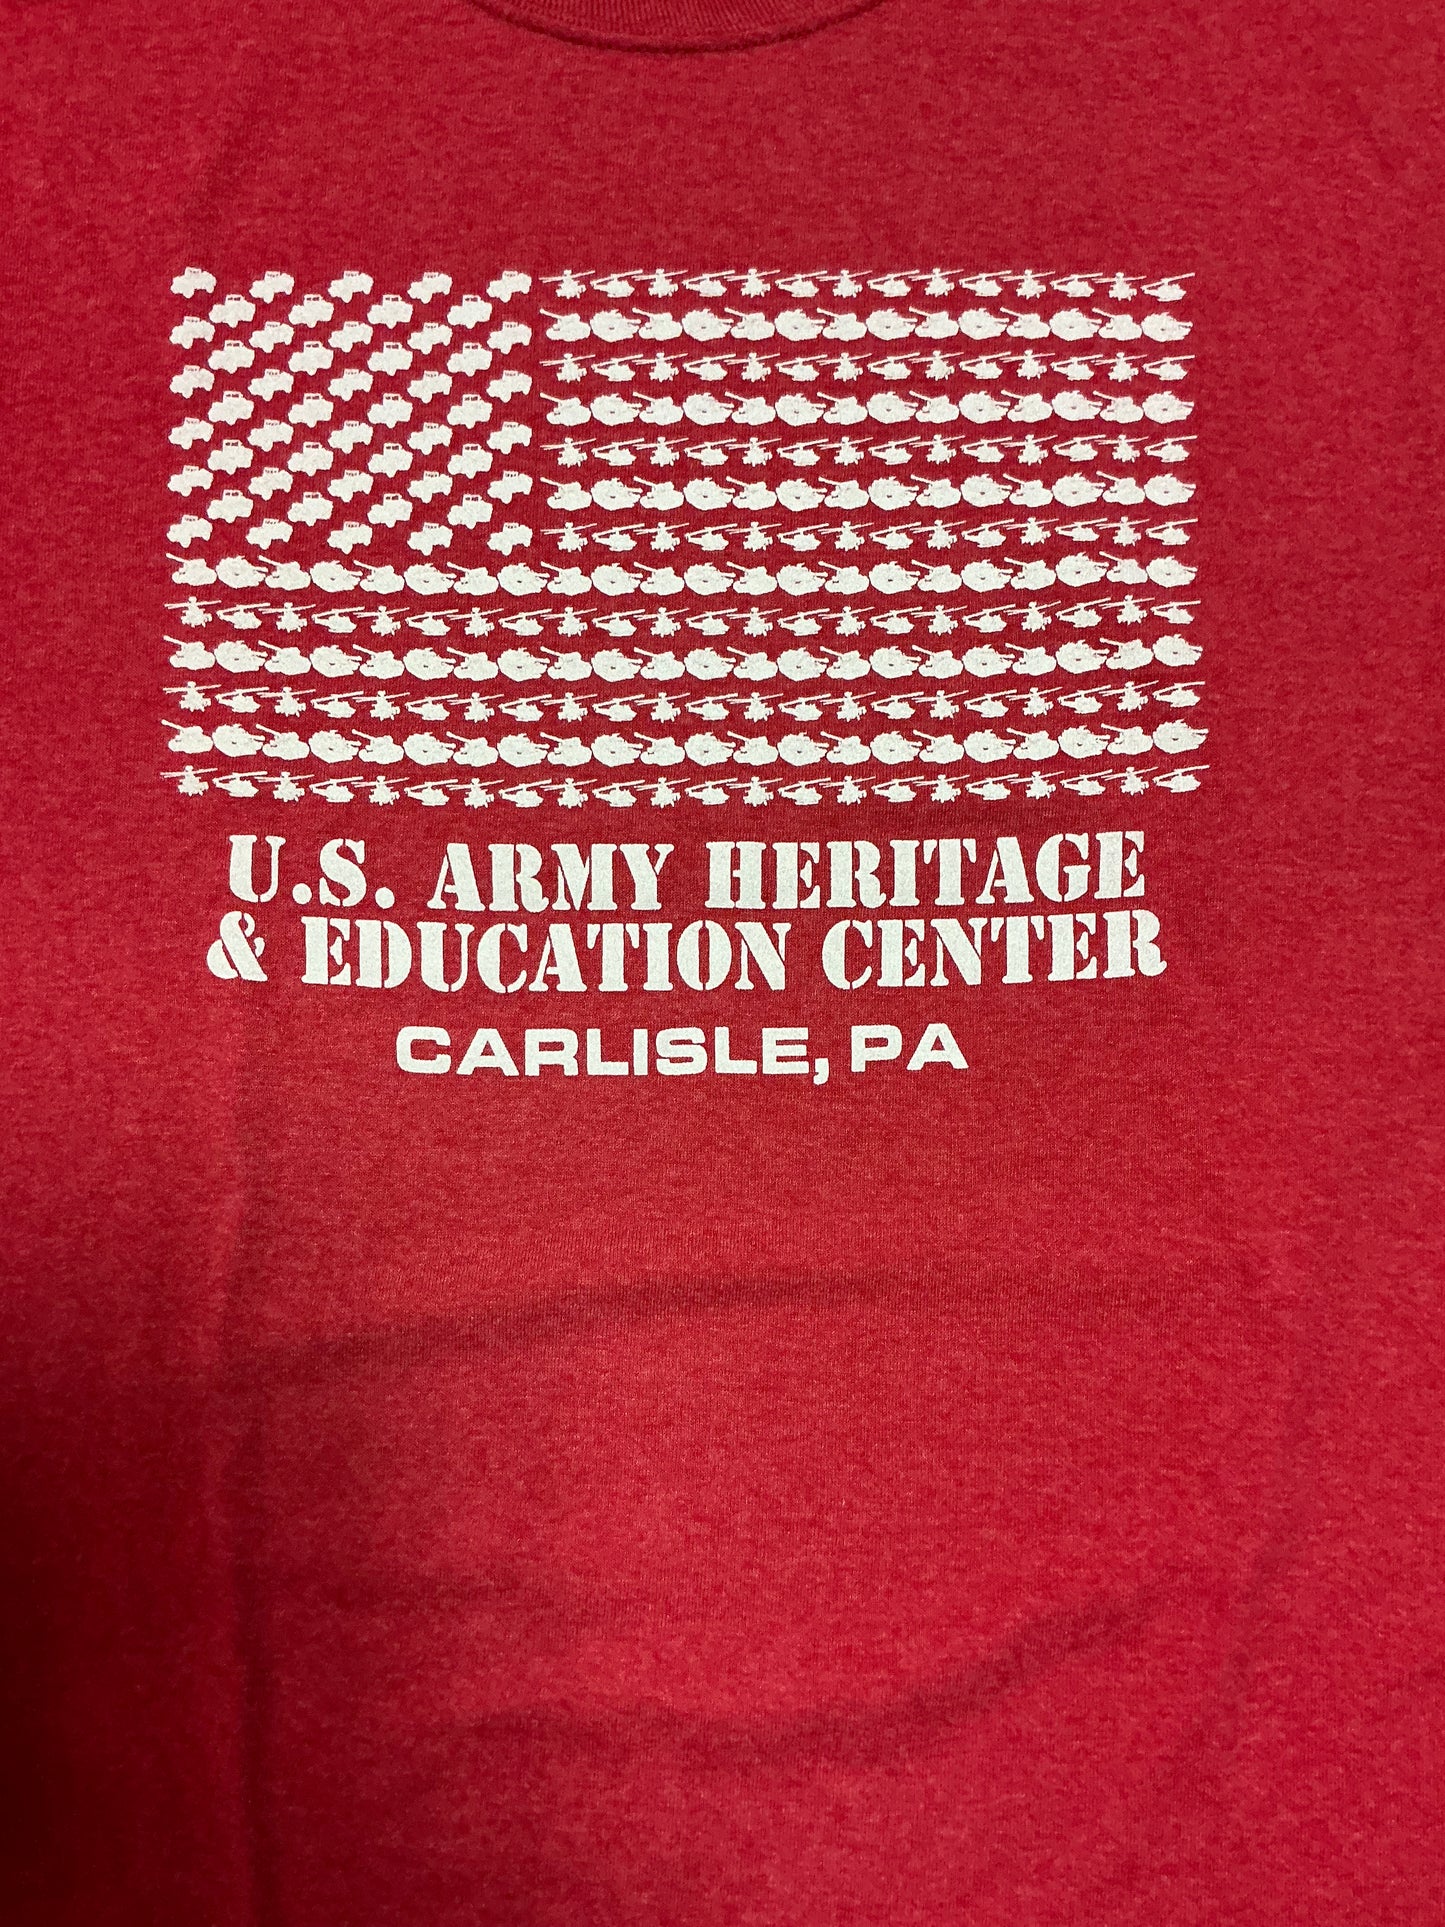 U.S. ARMY HERITAGE
& EDUCATION CENTER
CARLISLE, PA